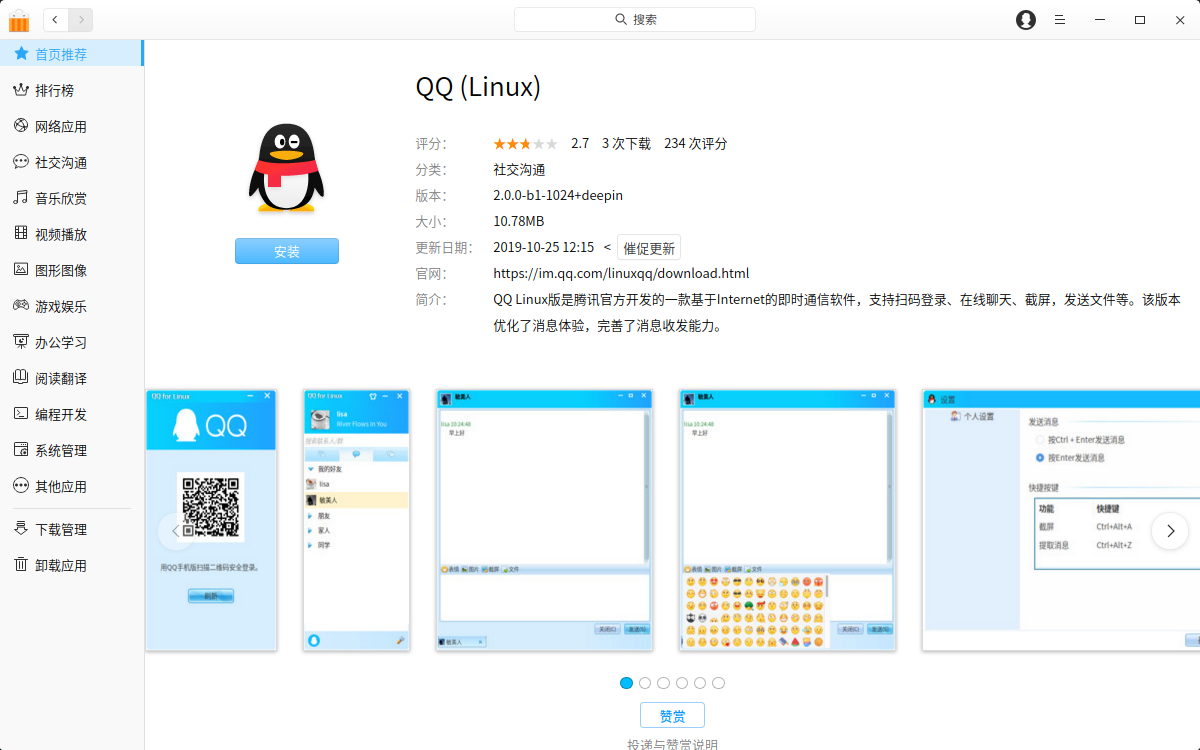 搜索
首页推荐
排行榜
网络应用
社交沟通
音乐欣赏
视频播放
图形图像
游戏娱乐
办公学习
阅读翻译
编程开发
系统管理
其他应用
下载管理
卸载应用
安装
QQ (Linux)
评分: 2.7 3 次下载 234 次评分
分类: 社交沟通
版本: 2.0.0-b1-1024+deepin
大小: 10.78MB
更新日期: 2019-10-25 12:15 < 催促更新
官网: https://im.qq.com/linuxqq/download.html
简介: QQ Linux版是腾讯官方开发的一款基于Internet的即时通信软件，支持扫码登录、在线聊天、截屏，发送文件等。该版本
优化了消息体验，完善了消息收发能力。
QQ for Linux
QQ
用QQ手机版扫描二维码安全登录。
刷新
QQ for Linux
lisa
River Flows In You
搜索联系人/群
我的好友
lisa
敏美人
朋友
家人
同学
敏美人
lisa 10:24:48
早上好
表情 图片 截屏 文件
关闭(C) 发送(S)
敏美人
敏美人
lisa 10:24:48
早上好
表情 图片 截屏 文件
关闭(C) 发送(S)
设置
个人设置
发送消息
按Ctrl + Enter发送消息
按Enter发送消息
快捷按键
功能 快捷键
截屏 Ctrl+Alt+A
提取消息 Ctrl+Alt+Z
赞赏
投递与赞赏说明